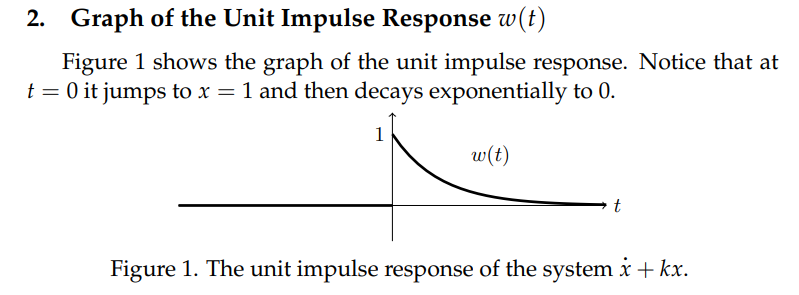 2. Graph of the Unit Impulse Response w(t)
Figure 1 shows the graph of the unit impulse response. Notice that at
t = 0 it jumps to x = 1 and then decays exponentially to 0.
1
w(t)
t
Figure 1. The unit impulse response of the system ẋ + kx.